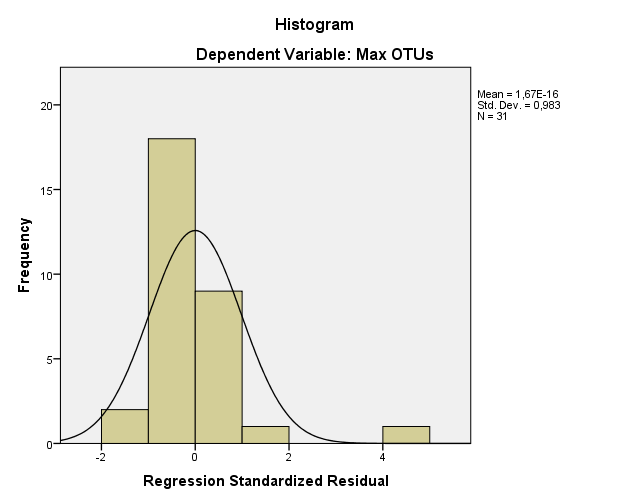 Histogram
Dependent Variable: Max OTUs
Mean = 1,67E-16
Std. Dev. = 0,983
N = 31
Frequency
20
15
10
5
0
-2
0
2
4
Regression Standardized Residual